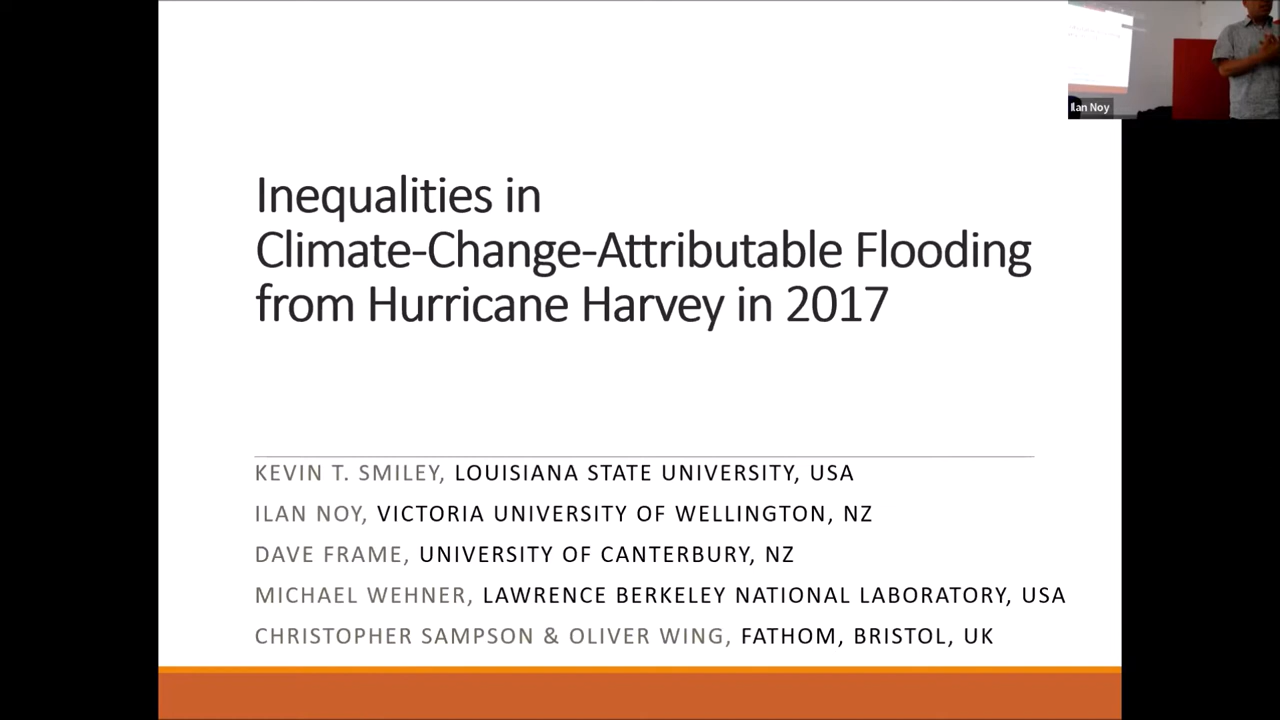 Ilan Noy
Inequalities in
Climate-Change-Attributable Flooding
from Hurricane Harvey in 2017
KEVIN T. SMILEY, LOUISIANA STATE UNIVERSITY, USA
ILAN NOY, VICTORIA UNIVERSITY OF WELLINGTON, NZ
DAVE FRAME, UNIVERSITY OF CANTERBURY, NZ
MICHAEL WEHNER, LAWRENCE BERKELEY NATIONAL LABORATORY, USA
CHRISTOPHER SAMPSON & OLIVER WING, FATHOM, BRISTOL, UK